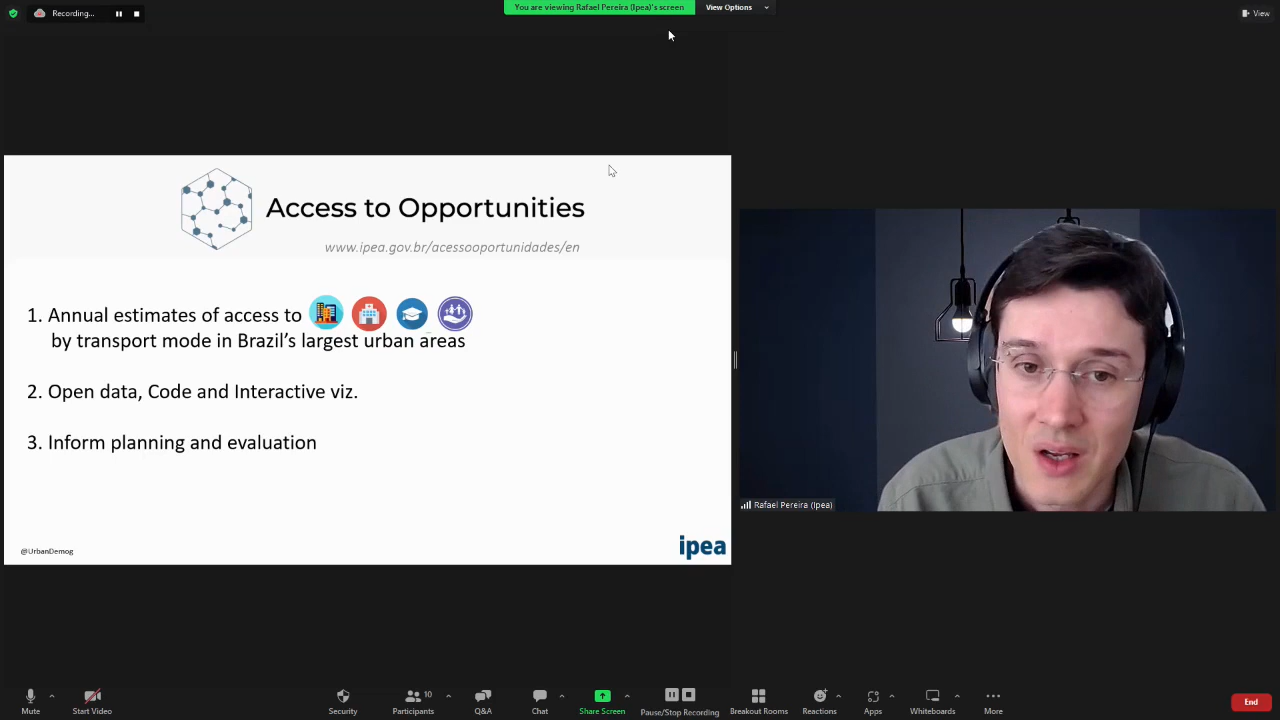 Recording...
You are viewing Rafael Pereira (Ipea)'s screen
View Options
View
Access to Opportunities
www.ipea.gov.br/acessooportunidades/en
1. Annual estimates of access to
by transport mode in Brazil's largest urban areas
2. Open data, Code and Interactive viz.
3. Inform planning and evaluation
@UrbanDemog
ipea
Rafael Pereira (Ipea)
Mute
Start Video
Security
Participants
10
Q&A
Chat
Share Screen
Pause/Stop Recording
Breakout Rooms
Reactions
Apps
Whiteboards
More
End